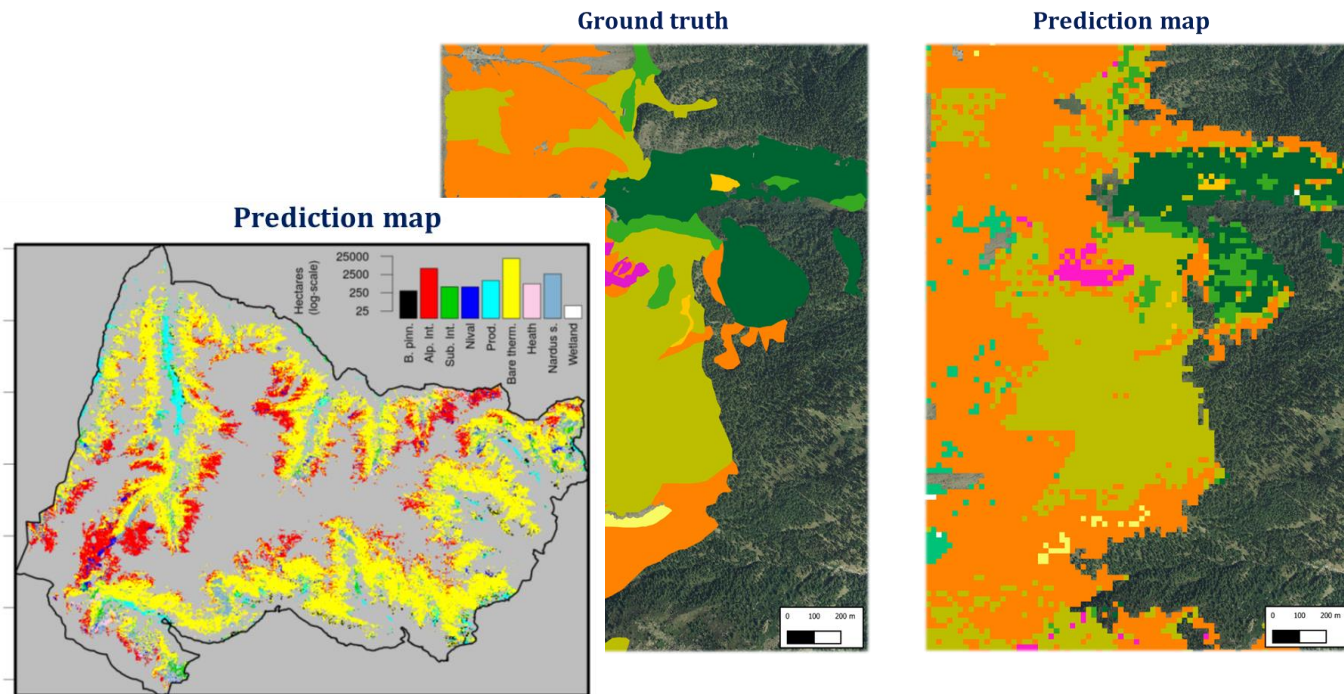 Ground truth
Prediction map
Prediction map
Hectares
(log-scale)
25000
2500
250
25
B. pinn.
Alp. Int.
Sub. Int.
Nival
Prod.
Bare therm.
Heath
Nardus s.
Wetland
0 100 200 m
0 100 200 m